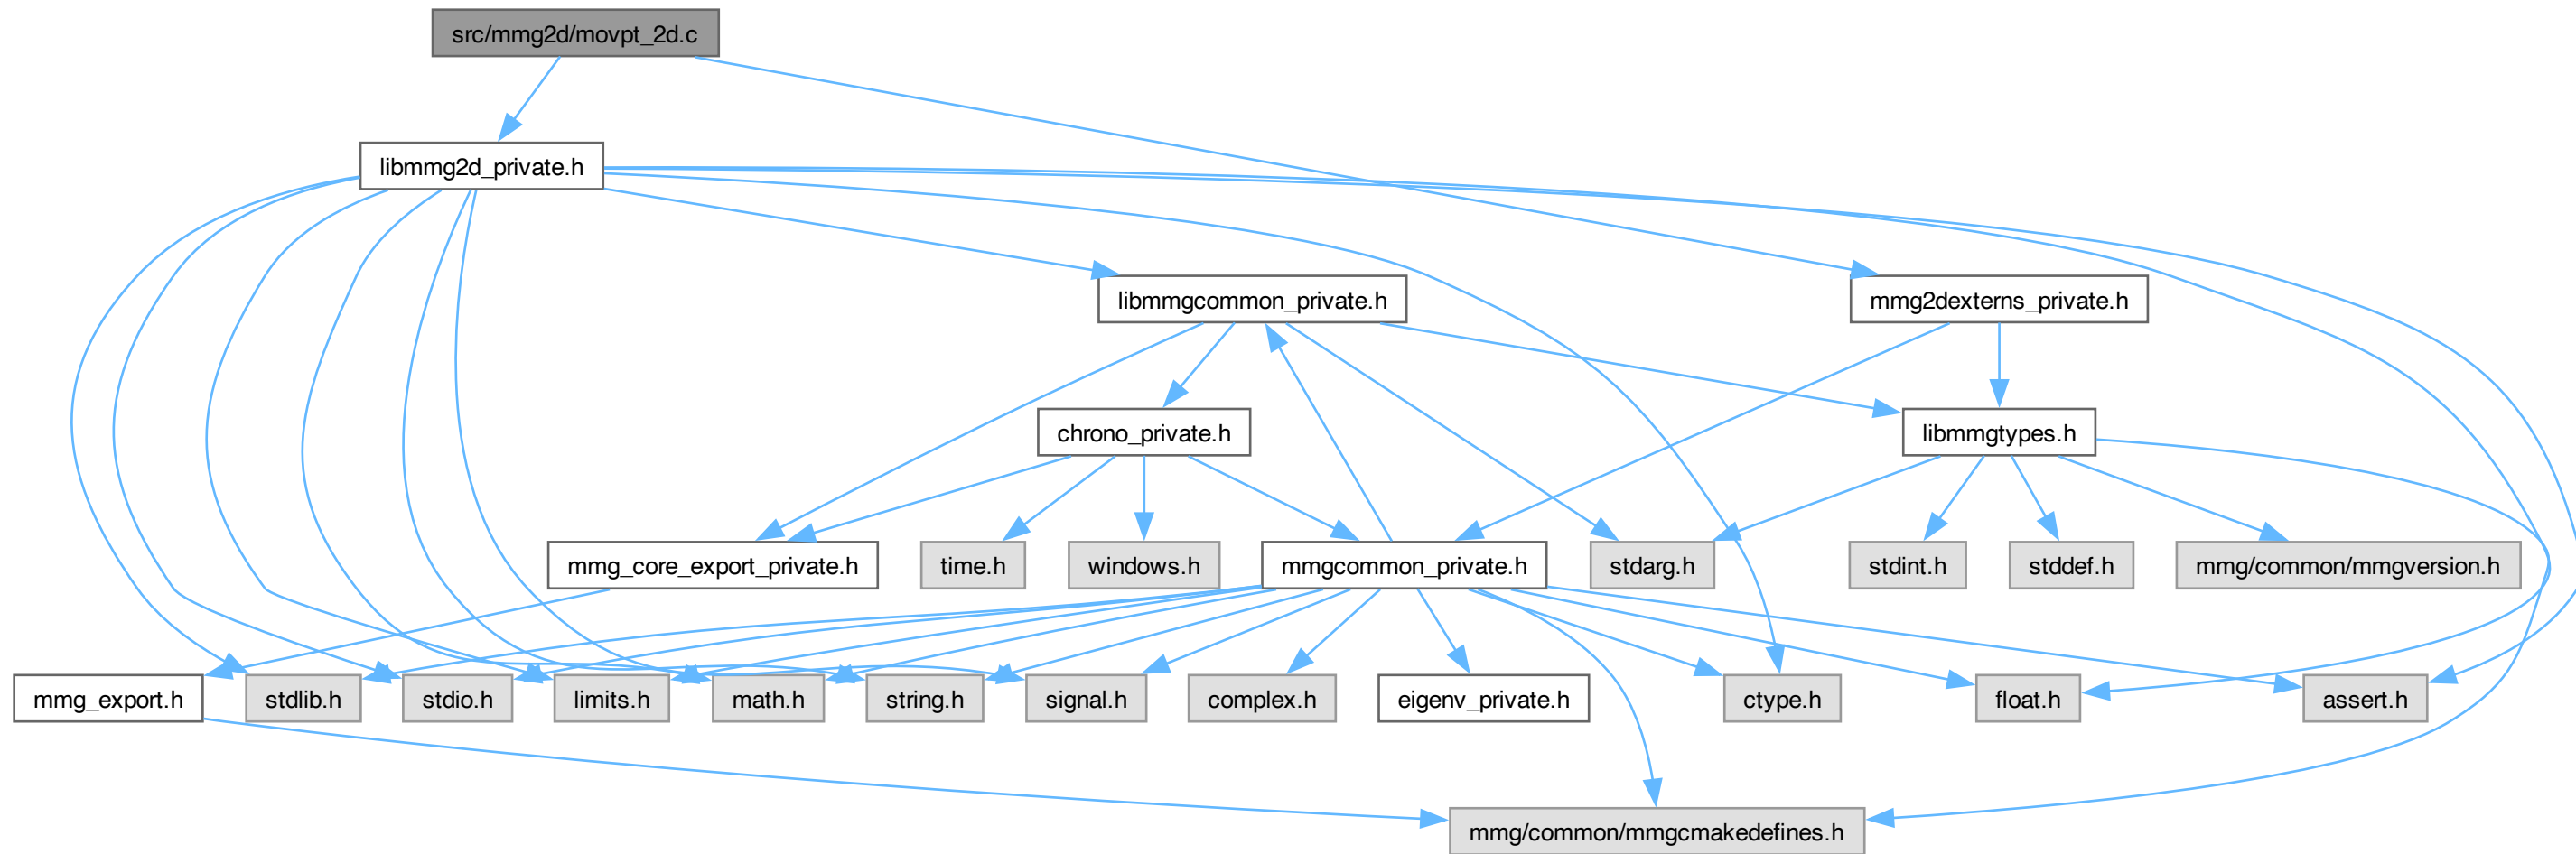 src/mmg2d/movpt_2d.c
libmmg2d_private.h
libmmgcommon_private.h
mmg2dexterns_private.h
chrono_private.h
libmmgtypes.h
mmg_core_export_private.h
time.h
windows.h
mmgcommon_private.h
stdarg.h
stdint.h
stddef.h
mmg/common/mmgversion.h
mmg_export.h
stdlib.h
stdio.h
limits.h
math.h
string.h
signal.h
complex.h
eigenv_private.h
ctype.h
float.h
assert.h
mmg/common/mmgcmakedefines.h